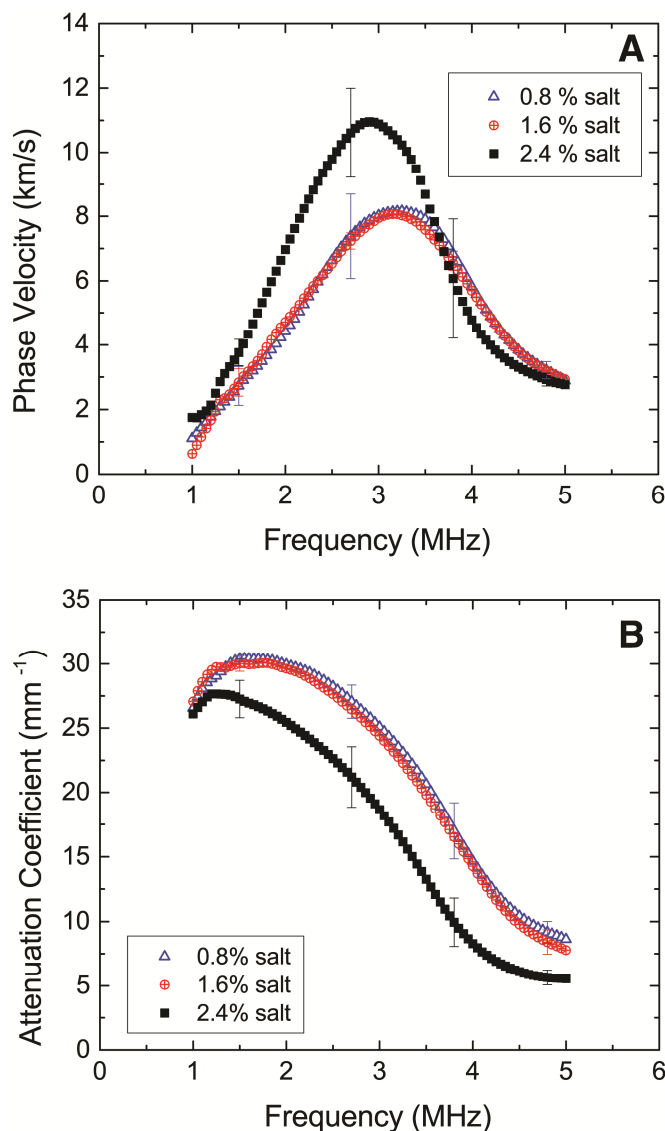 A
14
12
10
8
6
4
2
0
Phase Velocity (km/s)
0.8 % salt
1.6 % salt
2.4 % salt
0 1 2 3 4 5 6
Frequency (MHz)
B
35
30
25
20
15
10
5
0
Attenuation Coefficient (mm⁻¹)
0.8% salt
1.6% salt
2.4% salt
0 1 2 3 4 5 6
Frequency (MHz)